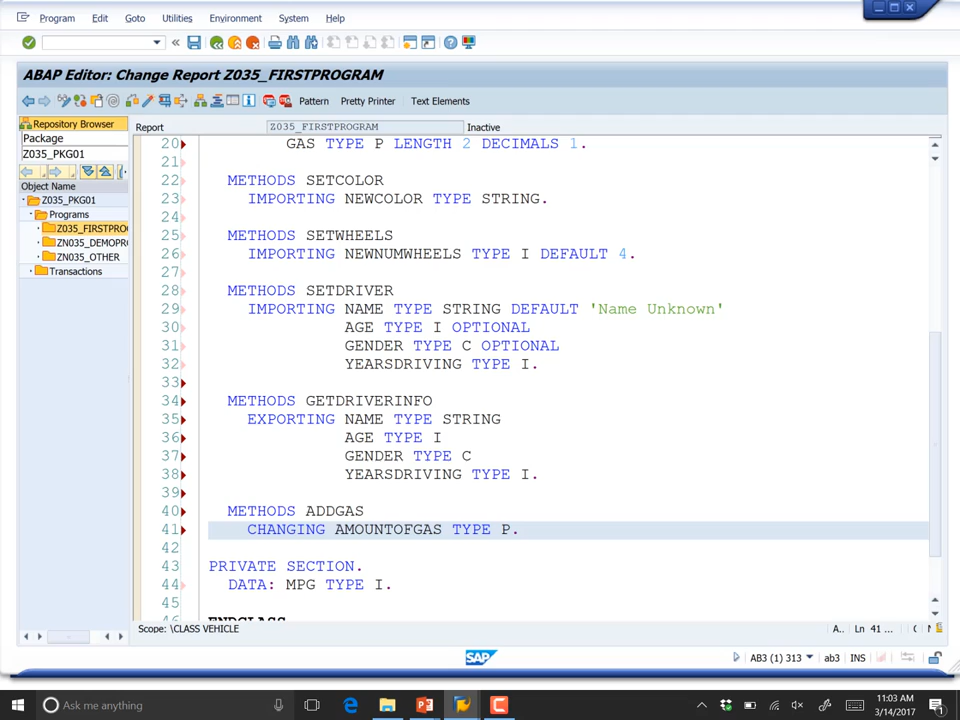 Program Edit Goto Utilities Environment System Help
ABAP Editor: Change Report Z035_FIRSTPROGRAM
Pattern Pretty Printer Text Elements
Repository Browser
Package
Z035_PKG01
Object Name
Z035_PKG01
Programs
Z035_FIRSTPRO
ZN035_DEMOPR
ZN035_OTHER
Transactions
Report Z035_FIRSTPROGRAM Inactive
20 GAS TYPE P LENGTH 2 DECIMALS 1.
21
22 METHODS SETCOLOR
23 IMPORTING NEWCOLOR TYPE STRING.
24
25 METHODS SETWHEELS
26 IMPORTING NEWNUMWHEELS TYPE I DEFAULT 4.
27
28 METHODS SETDRIVER
29 IMPORTING NAME TYPE STRING DEFAULT 'Name Unknown'
30 AGE TYPE I OPTIONAL
31 GENDER TYPE C OPTIONAL
32 YEARSDRIVING TYPE I.
33
34 METHODS GETDRIVERINFO
35 EXPORTING NAME TYPE STRING
36 AGE TYPE I
37 GENDER TYPE C
38 YEARSDRIVING TYPE I.
39
40 METHODS ADDGAS
41 CHANGING AMOUNTOFGAS TYPE P.
42
43 PRIVATE SECTION.
44 DATA: MPG TYPE I.
45
46 ENDCLASS
Scope: \CLASS VEHICLE A.. Ln 41 ... C N
SAP
AB3 (1) 313 ab3 INS
Ask me anything
11:03 AM
3/14/2017